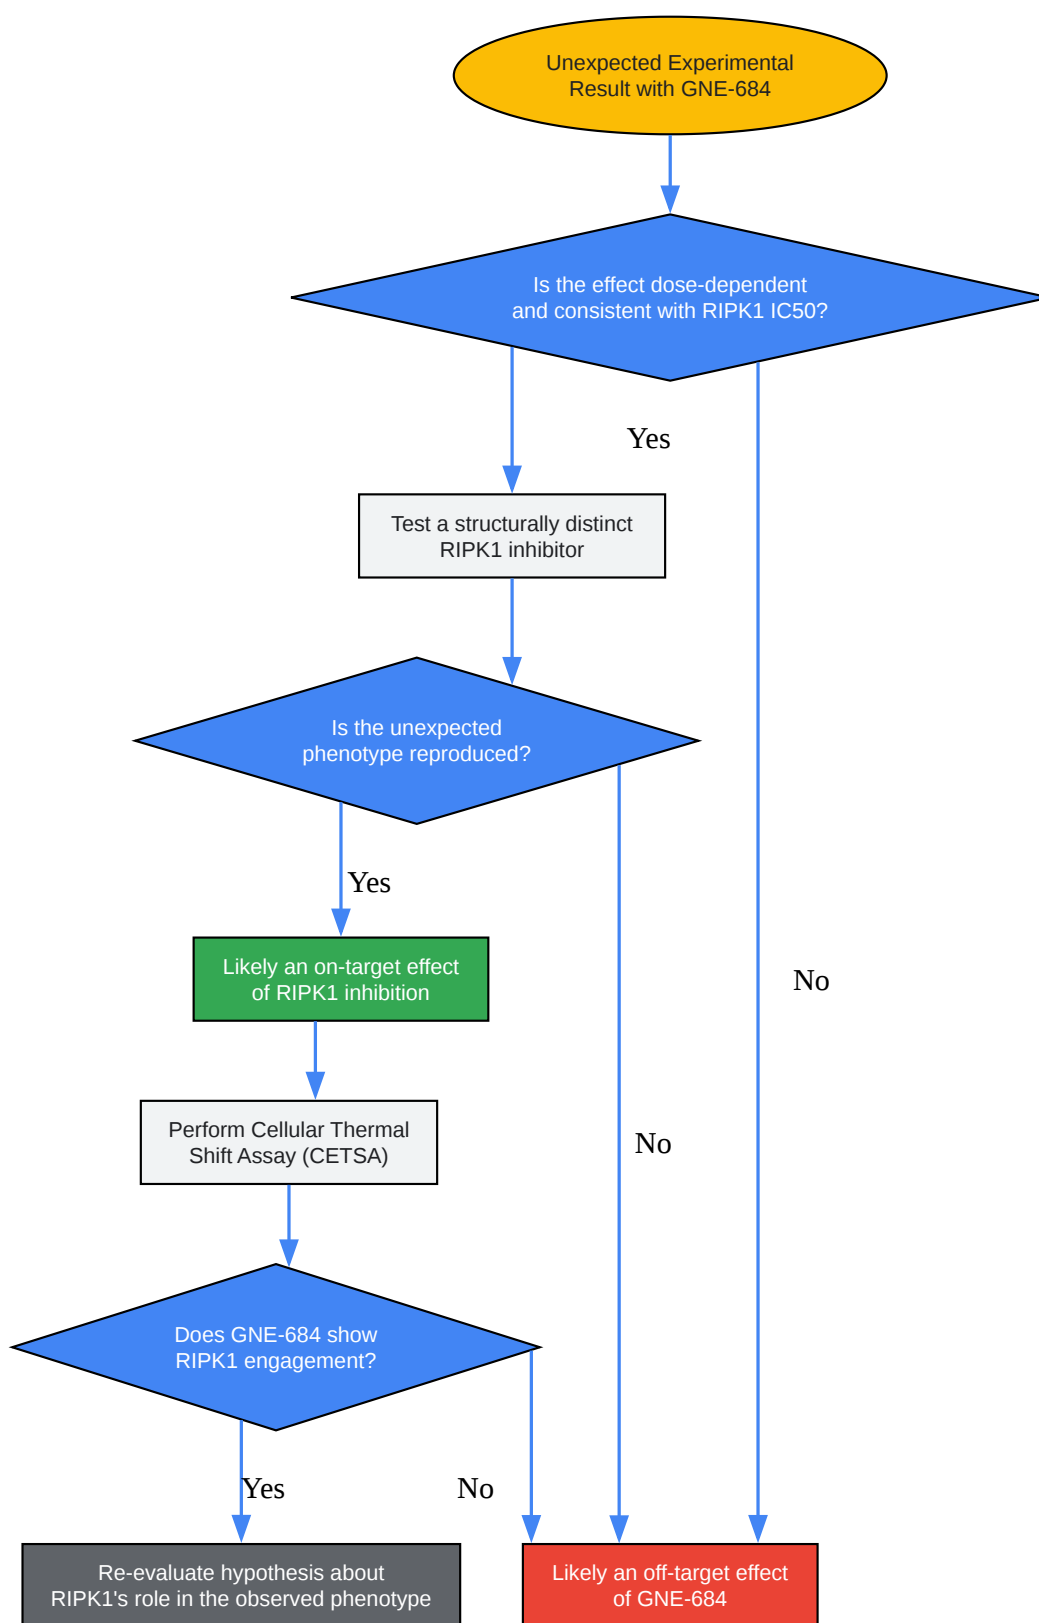 Unexpected Experimental
Result with GNE-684
Is the effect dose-dependent
and consistent with RIPK1 IC50?
Yes
Test a structurally distinct
RIPK1 inhibitor
Is the unexpected
phenotype reproduced?
Yes
Likely an on-target effect
of RIPK1 inhibition
No
Perform Cellular Thermal
Shift Assay (CETSA)
No
Does GNE-684 show
RIPK1 engagement?
Yes
No
Re-evaluate hypothesis about
RIPK1's role in the observed phenotype
Likely an off-target effect
of GNE-684